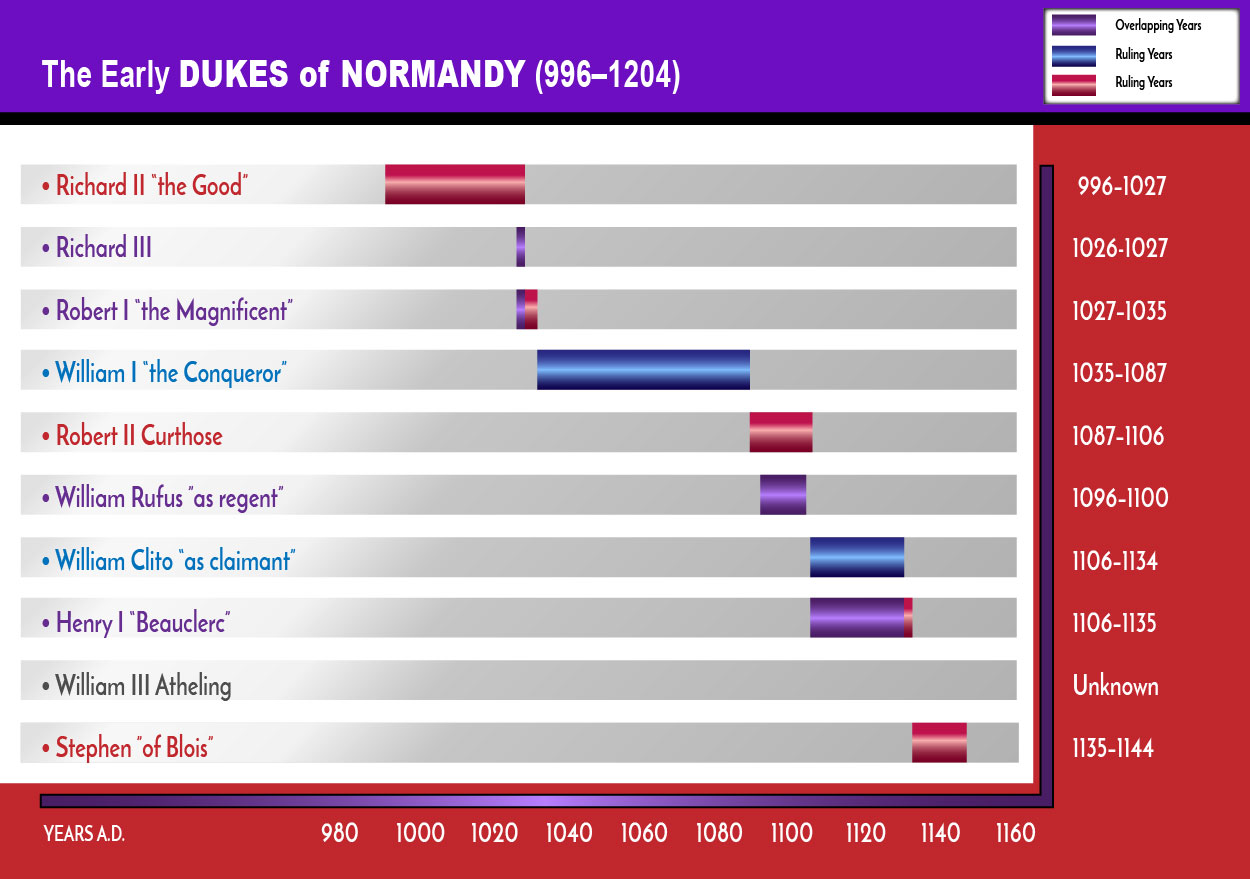 The Early DUKES of NORMANDY (996–1204)
Overlapping Years
Ruling Years
Ruling Years
• Richard II “the Good” 996-1027
• Richard III 1026-1027
• Robert I “the Magnificent” 1027-1035
• William I “the Conqueror” 1035-1087
• Robert II Curthose 1087-1106
• William Rufus ”as regent” 1096-1100
• William Clito “as claimant” 1106-1134
• Henry I “Beauclerc” 1106-1135
• William III Atheling Unknown
• Stephen ”of Blois” 1135-1144
YEARS A.D. 980 1000 1020 1040 1060 1080 1100 1120 1140 1160